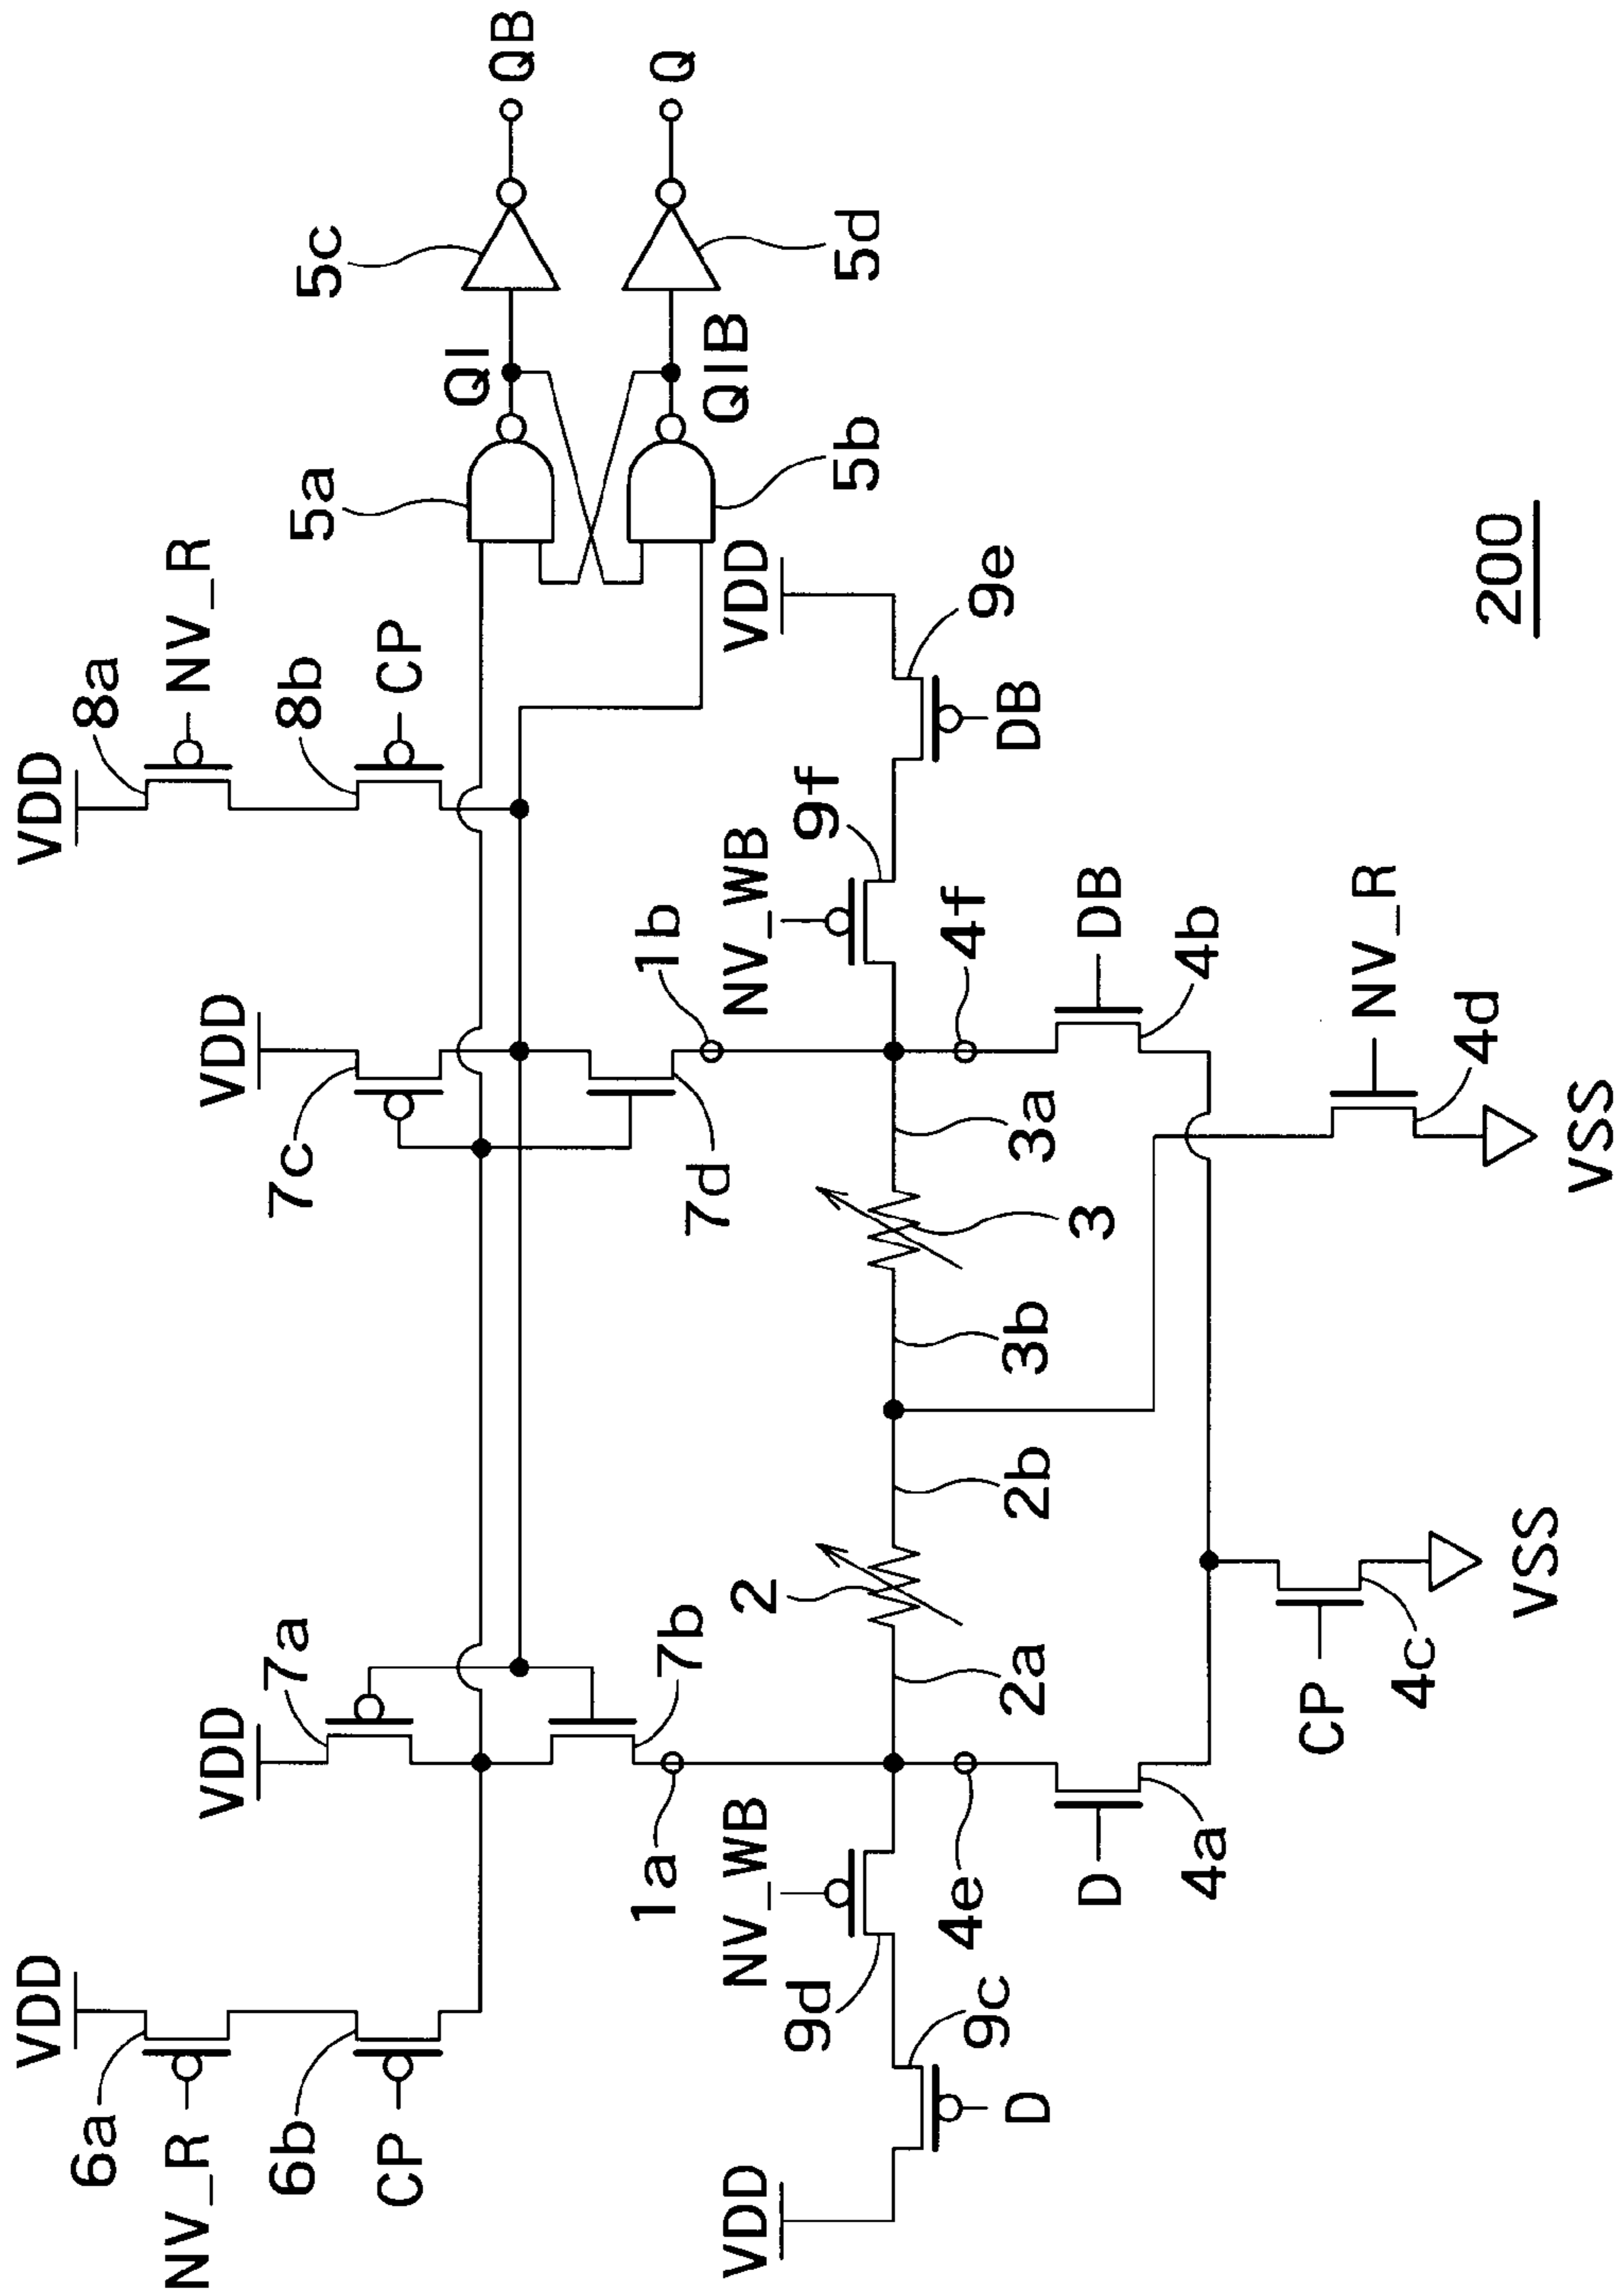 VDD
VDD
6a
8a
NV_R
NV_R
6b
8b
CP
CP
VDD
VDD
7a
7c
5a
5c
QI
QB
1a
7b
7d
1b
QIB
Q
VDD
NV_WB
2
NV_WB
VDD
5b
5d
9d
9f
4e
4f
9c
2a
2b
3b
3a
9e
D
3
DB
D
DB
4a
4b
CP
NV_R
4c
4d
VSS
VSS
200